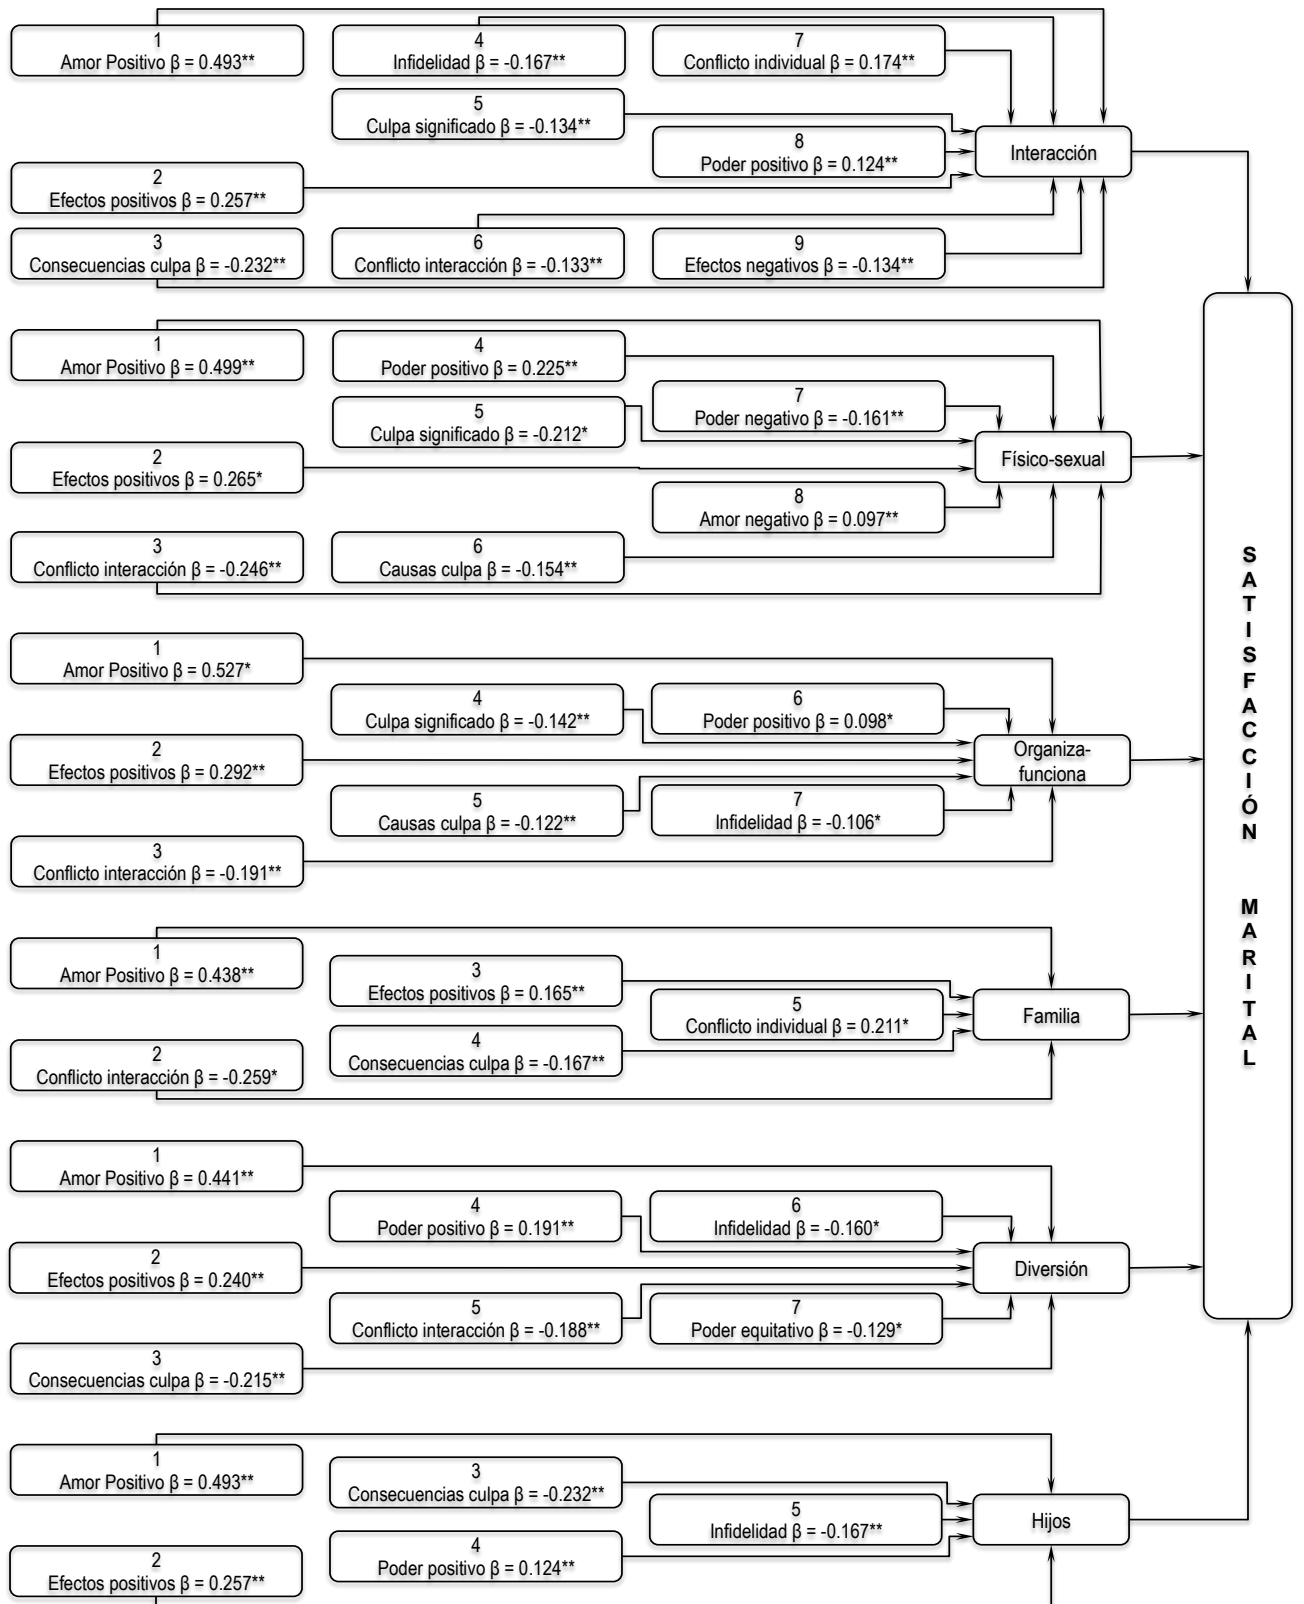 1
Amor Positivo β = 0.493**
4
Infidelidad β = -0.167**
7
Conflicto individual β = 0.174**
5
Culpa significado β = -0.134**
8
Poder positivo β = 0.124**
Interacción
2
Efectos positivos β = 0.257**
3
Consecuencias culpa β = -0.232**
6
Conflicto interacción β = -0.133**
9
Efectos negativos β = -0.134**
1
Amor Positivo β = 0.499**
4
Poder positivo β = 0.225**
7
Poder negativo β = -0.161**
5
Culpa significado β = -0.212*
Físico-sexual
2
Efectos positivos β = 0.265*
8
Amor negativo β = 0.097**
3
Conflicto interacción β = -0.246**
6
Causas culpa β = -0.154**
1
Amor Positivo β = 0.527*
4
Culpa significado β = -0.142**
6
Poder positivo β = 0.098*
2
Efectos positivos β = 0.292**
Organiza-
funciona
5
Causas culpa β = -0.122**
7
Infidelidad β = -0.106*
3
Conflicto interacción β = -0.191**
1
Amor Positivo β = 0.438**
3
Efectos positivos β = 0.165**
5
Conflicto individual β = 0.211*
Familia
2
Conflicto interacción β = -0.259*
4
Consecuencias culpa β = -0.167**
1
Amor Positivo β = 0.441**
4
Poder positivo β = 0.191**
6
Infidelidad β = -0.160*
2
Efectos positivos β = 0.240**
Diversión
5
Conflicto interacción β = -0.188**
7
Poder equitativo β = -0.129*
3
Consecuencias culpa β = -0.215**
1
Amor Positivo β = 0.493**
3
Consecuencias culpa β = -0.232**
5
Infidelidad β = -0.167**
Hijos
2
Efectos positivos β = 0.257**
4
Poder positivo β = 0.124**
SATISFACCIÓN MARITAL